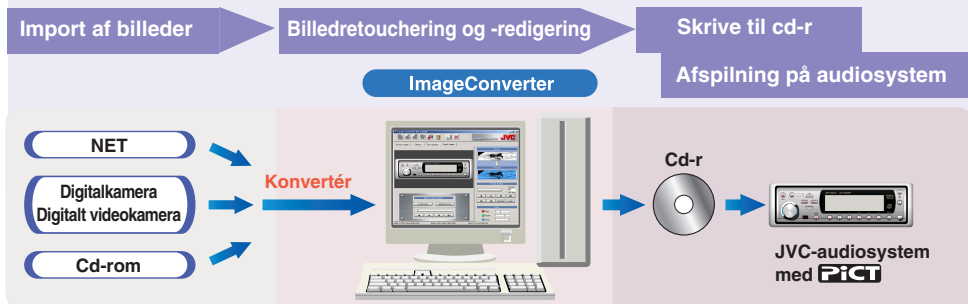 Import af billeder
Billedretouchering og -redigering
Skrive til cd-r
Afspilning på audiosystem
ImageConverter
NET
Digitalkamera
Digitalt videokamera
Cd-rom
Konvertér
JVC
Cd-r
JVC-audiosystem
med PiCT